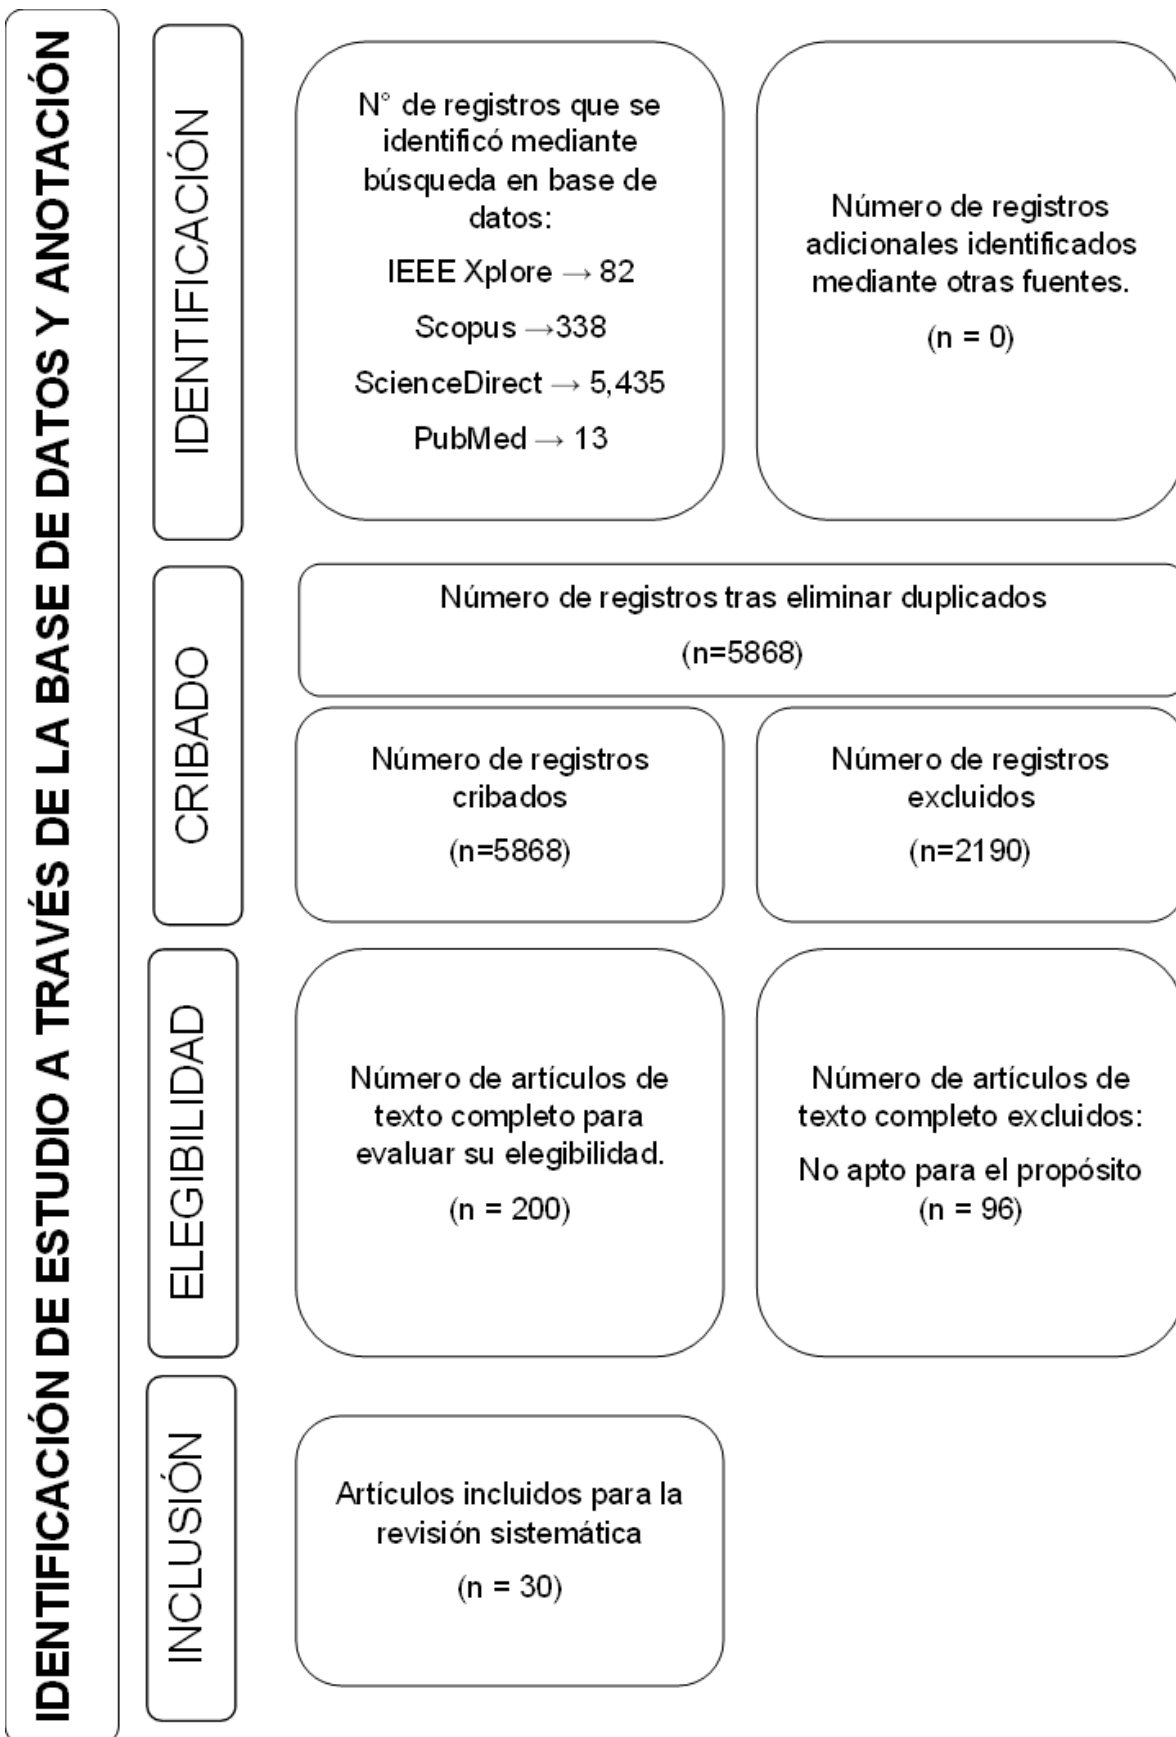 IDENTIFICACIÓN DE ESTUDIO A TRAVÉS DE LA BASE DE DATOS Y ANOTACIÓN
IDENTIFICACIÓN
N° de registros que se
identificó mediante
búsqueda en base de
datos:
IEEE Xplore → 82
Scopus →338
ScienceDirect → 5,435
PubMed → 13
Número de registros
adicionales identificados
mediante otras fuentes.
(n = 0)
CRIBADO
Número de registros tras eliminar duplicados
(n=5868)
Número de registros
cribados
(n=5868)
Número de registros
excluidos
(n=2190)
ELEGIBILIDAD
Número de artículos de
texto completo para
evaluar su elegibilidad.
(n = 200)
Número de artículos de
texto completo excluidos:
No apto para el propósito
(n = 96)
INCLUSIÓN
Artículos incluidos para la
revisión sistemática
(n = 30)